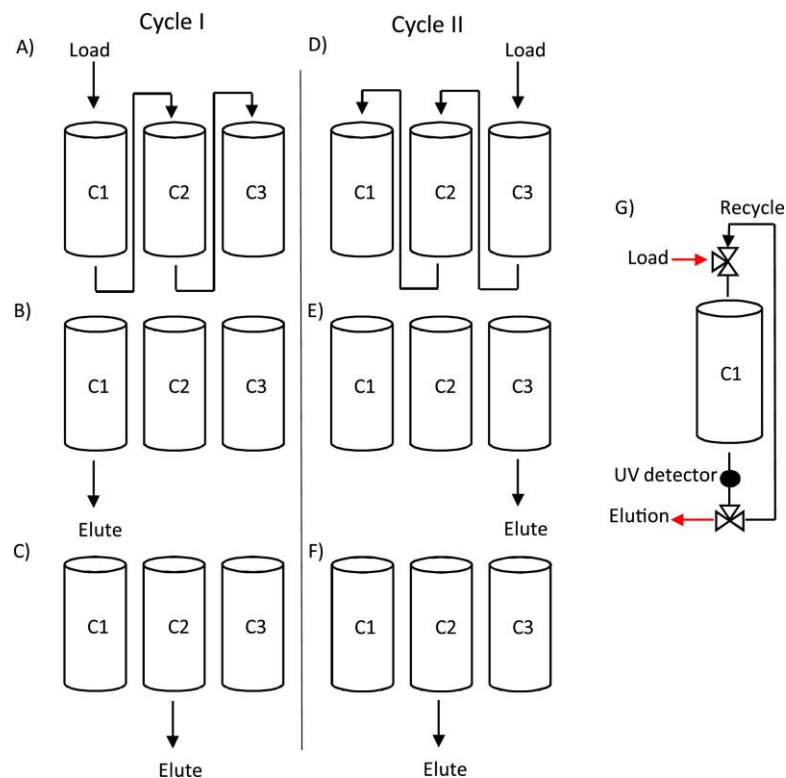 Cycle I
Cycle II
A)
Load
C1
C2
C3
D)
Load
C1
C2
C3
B)
C1
C2
C3
Elute
E)
C1
C2
C3
Elute
C)
C1
C2
C3
Elute
F)
C1
C2
C3
Elute
G)
Recycle
Load
C1
UV detector
Elution